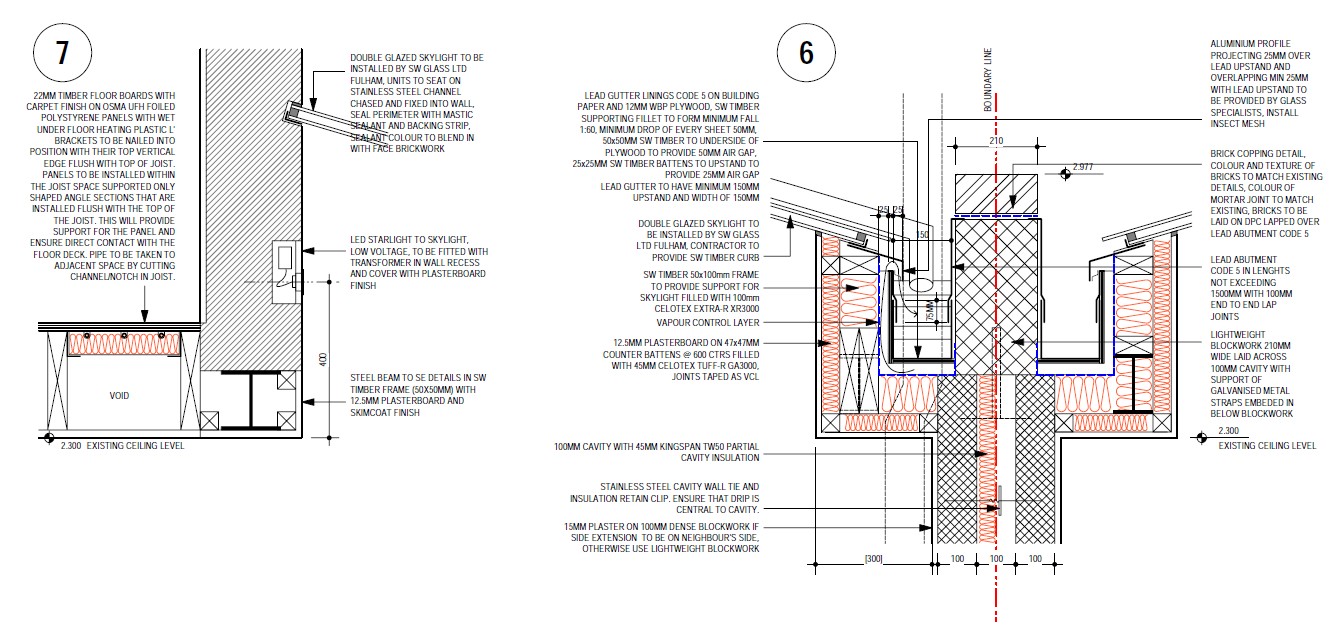 7
22MM TIMBER FLOOR BOARDS WITH
CARPET FINISH ON OSMA UFH FOILED
POLYSTYRENE PANELS WITH WET
UNDER FLOOR HEATING PLASTIC L'
BRACKETS TO BE NAILED INTO
POSITION WITH THEIR TOP VERTICAL
EDGE FLUSH WITH TOP OF JOIST.
PANELS TO BE INSTALLED WITHIN
THE JOIST SPACE SUPPORTED ONLY
SHAPED ANGLE SECTIONS THAT ARE
INSTALLED FLUSH WITH THE TOP OF
THE JOIST. THIS WILL PROVIDE
SUPPORT FOR THE PANEL AND
ENSURE DIRECT CONTACT WITH THE
FLOOR DECK. PIPE TO BE TAKEN TO
ADJACENT SPACE BY CUTTING
CHANNEL/NOTCH IN JOIST.
DOUBLE GLAZED SKYLIGHT TO BE
INSTALLED BY SW GLASS LTD
FULHAM, UNITS TO SEAT ON
STAINLESS STEEL CHANNEL
CHASED AND FIXED INTO WALL,
SEAL PERIMETER WITH MASTIC
SEALANT AND BACKING STRIP,
SEALANT COLOUR TO BLEND IN
WITH FACE BRICKWORK
LED STARLIGHT TO SKYLIGHT,
LOW VOLTAGE, TO BE FITTED WITH
TRANSFORMER IN WALL RECESS
AND COVER WITH PLASTERBOARD
FINISH
400
STEEL BEAM TO SE DETAILS IN SW
TIMBER FRAME (50X50MM) WITH
12.5MM PLASTERBOARD AND
SKIMCOAT FINISH
VOID
2.300 EXISTING CEILING LEVEL
6
BOUNDARY LINE
LEAD GUTTER LININGS CODE 5 ON BUILDING
PAPER AND 12MM WBP PLYWOOD, SW TIMBER
SUPPORTING FILLET TO FORM MINIMUM FALL
1:60, MINIMUM DROP OF EVERY SHEET 50MM,
50x50MM SW TIMBER TO UNDERSIDE OF
PLYWOOD TO PROVIDE 50MM AIR GAP,
25x25MM SW TIMBER BATTENS TO UPSTAND TO
PROVIDE 25MM AIR GAP
LEAD GUTTER TO HAVE MINIMUM 150MM
UPSTAND AND WIDTH OF 150MM
DOUBLE GLAZED SKYLIGHT TO
BE INSTALLED BY SW GLASS
LTD FULHAM, CONTRACTOR TO
PROVIDE SW TIMBER CURB
SW TIMBER 50x100mm FRAME
TO PROVIDE SUPPORT FOR
SKYLIGHT FILLED WITH 100mm
CELOTEX EXTRA-R XR3000
VAPOUR CONTROL LAYER
12.5MM PLASTERBOARD ON 47x47MM
COUNTER BATTENS @ 600 CTRS FILLED
WITH 45MM CELOTEX TUFF-R GA3000,
JOINTS TAPED AS VCL
100MM CAVITY WITH 45MM KINGSPAN TW50 PARTIAL
CAVITY INSULATION
STAINLESS STEEL CAVITY WALL TIE AND
INSULATION RETAIN CLIP. ENSURE THAT DRIP IS
CENTRAL TO CAVITY.
15MM PLASTER ON 100MM DENSE BLOCKWORK IF
SIDE EXTENSION TO BE ON NEIGHBOUR'S SIDE,
OTHERWISE USE LIGHTWEIGHT BLOCKWORK
210
2.977
25 25
150
75MM
[300] 100 100 100
ALUMINIUM PROFILE
PROJECTING 25MM OVER
LEAD UPSTAND AND
OVERLAPPING MIN 25MM
WITH LEAD UPSTAND TO
BE PROVIDED BY GLASS
SPECIALISTS, INSTALL
INSECT MESH
BRICK COPPING DETAIL,
COLOUR AND TEXTURE OF
BRICKS TO MATCH EXISTING
DETAILS, COLOUR OF
MORTAR JOINT TO MATCH
EXISTING, BRICKS TO BE
LAID ON DPC LAPPED OVER
LEAD ABUTMENT CODE 5
LEAD ABUTMENT
CODE 5 IN LENGHTS
NOT EXCEEDING
1500MM WITH 100MM
END TO END LAP
JOINTS
LIGHTWEIGHT
BLOCKWORK 210MM
WIDE LAID ACROSS
100MM CAVITY WITH
SUPPORT OF
GALVANISED METAL
STRAPS EMBEDED IN
BELOW BLOCKWORK
2.300
EXISTING CEILING LEVEL